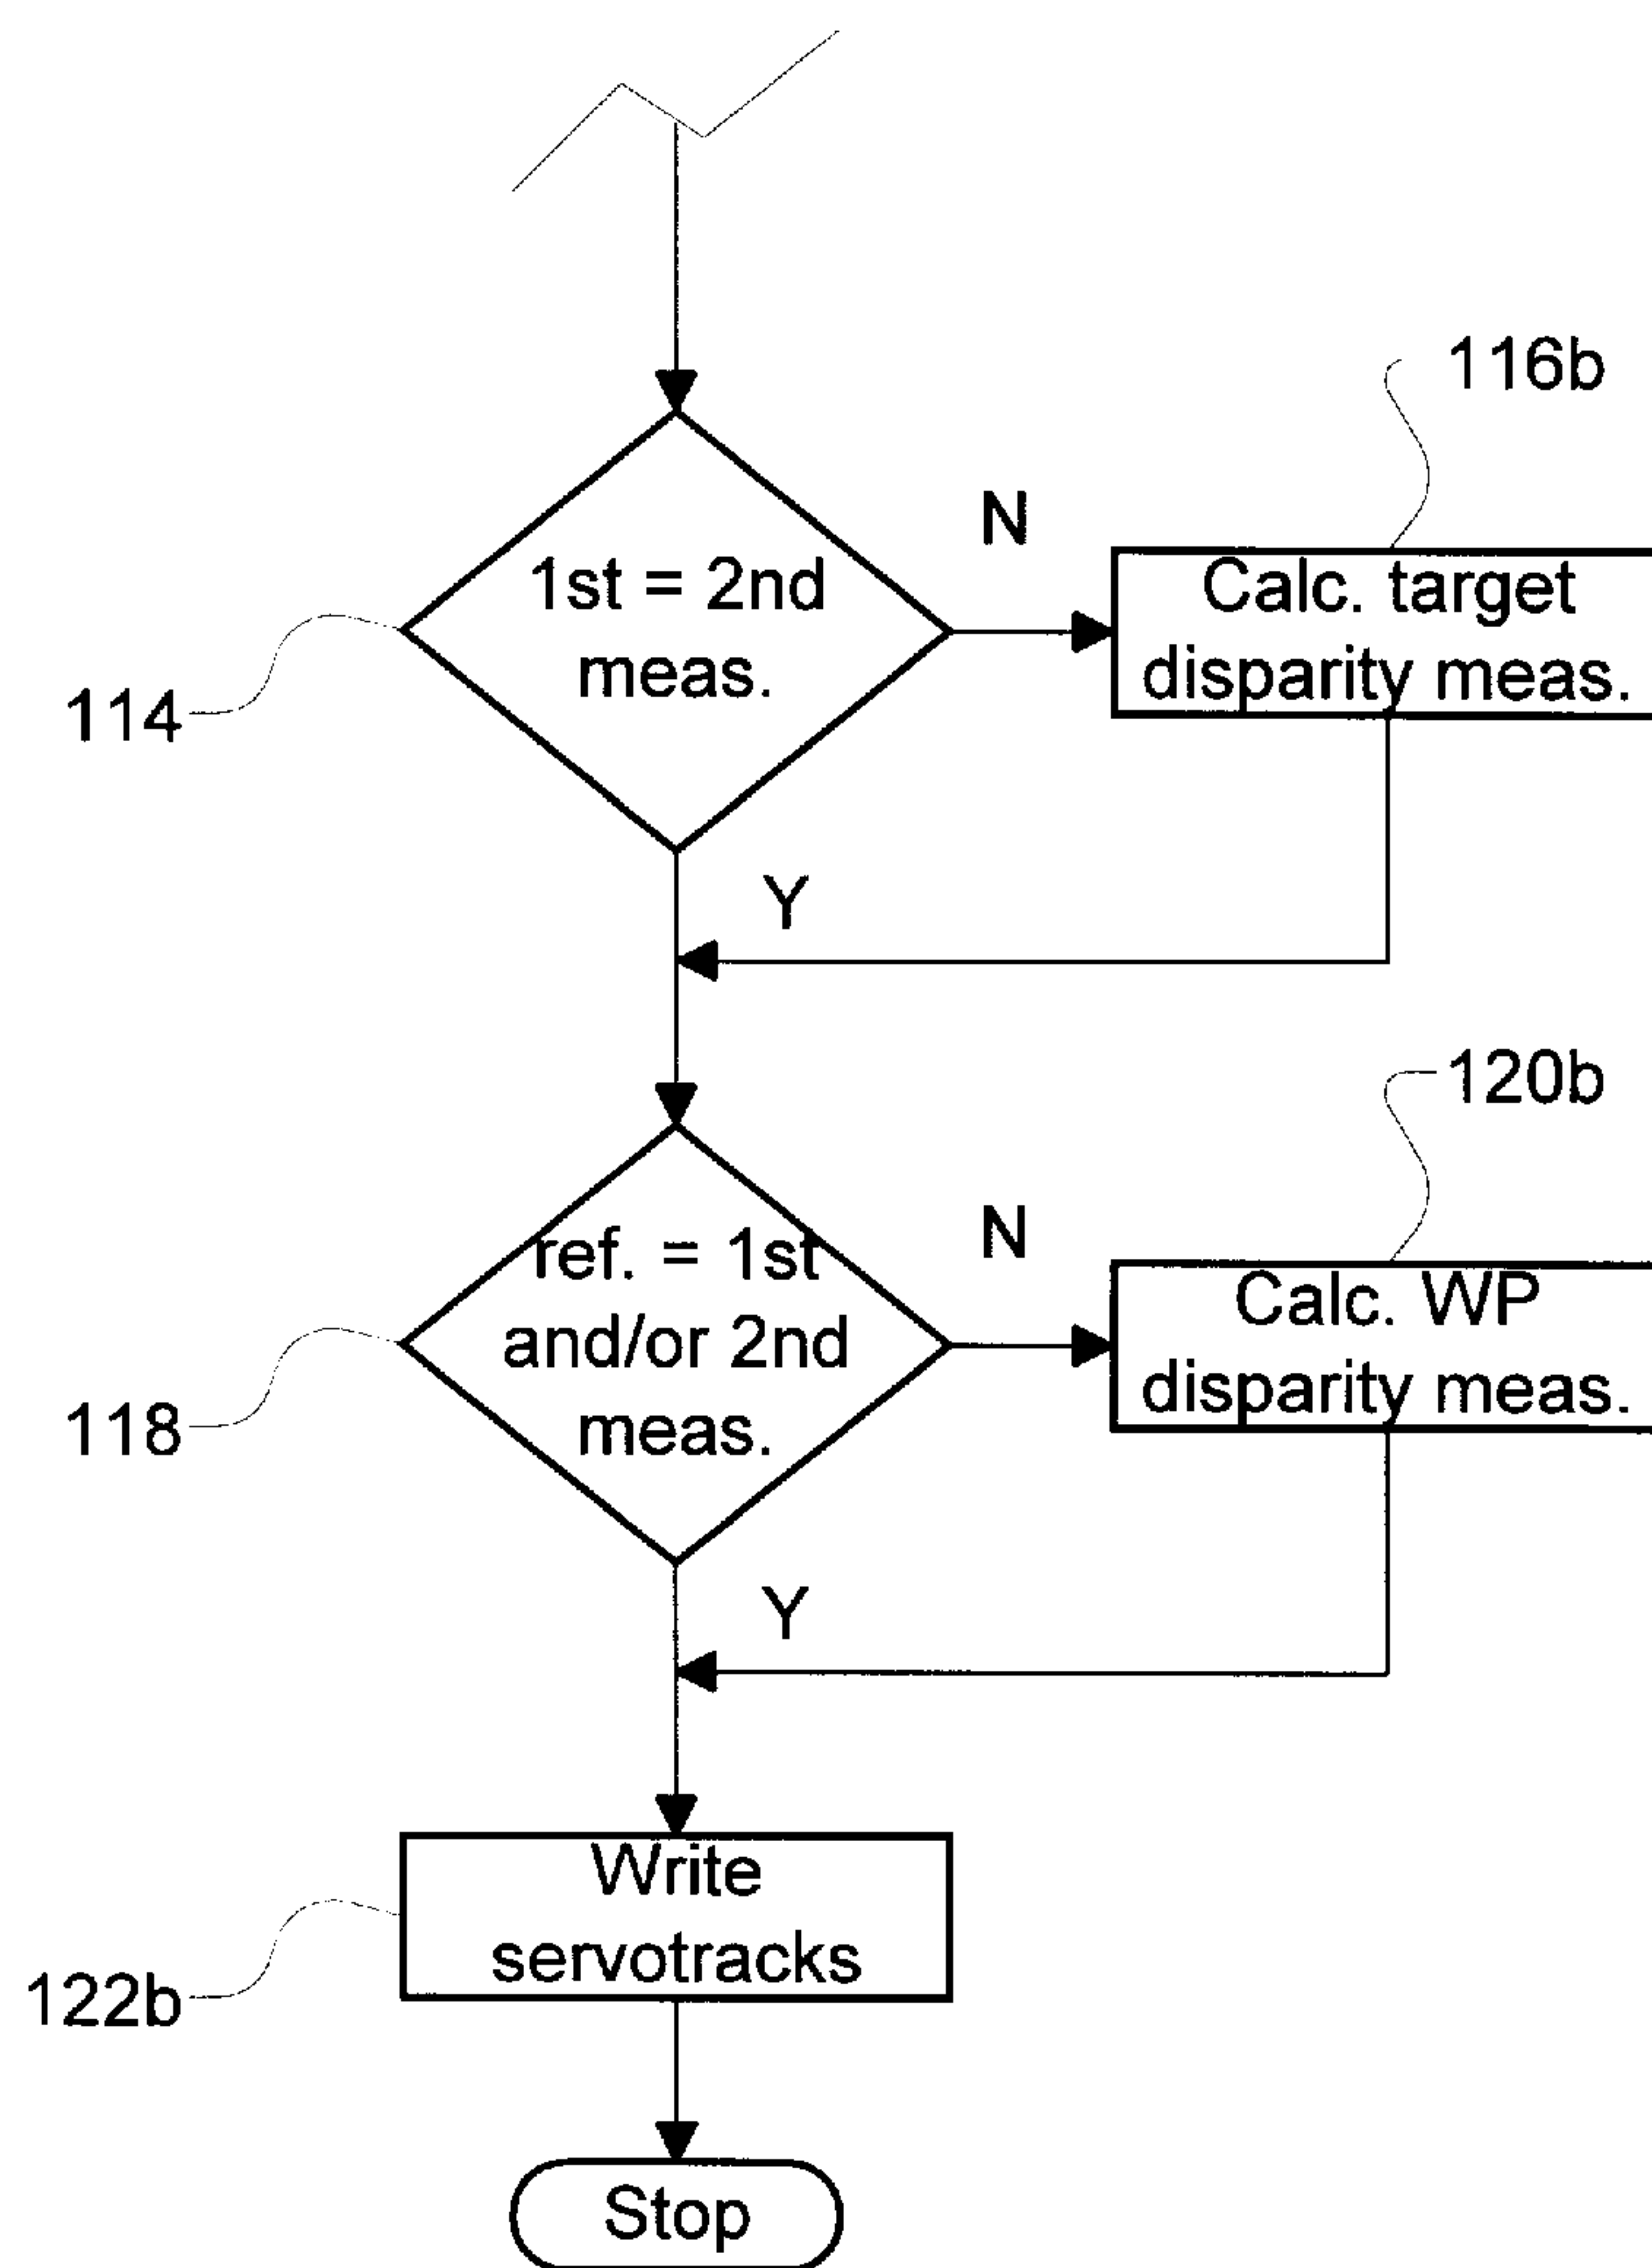 116b
N
1st = 2nd
meas.
Calc. target
disparity meas.
114
Y
120b
N
ref. = 1st
and/or 2nd
meas.
Calc. WP
disparity meas.
118
Y
Write
servotracks
122b
Stop